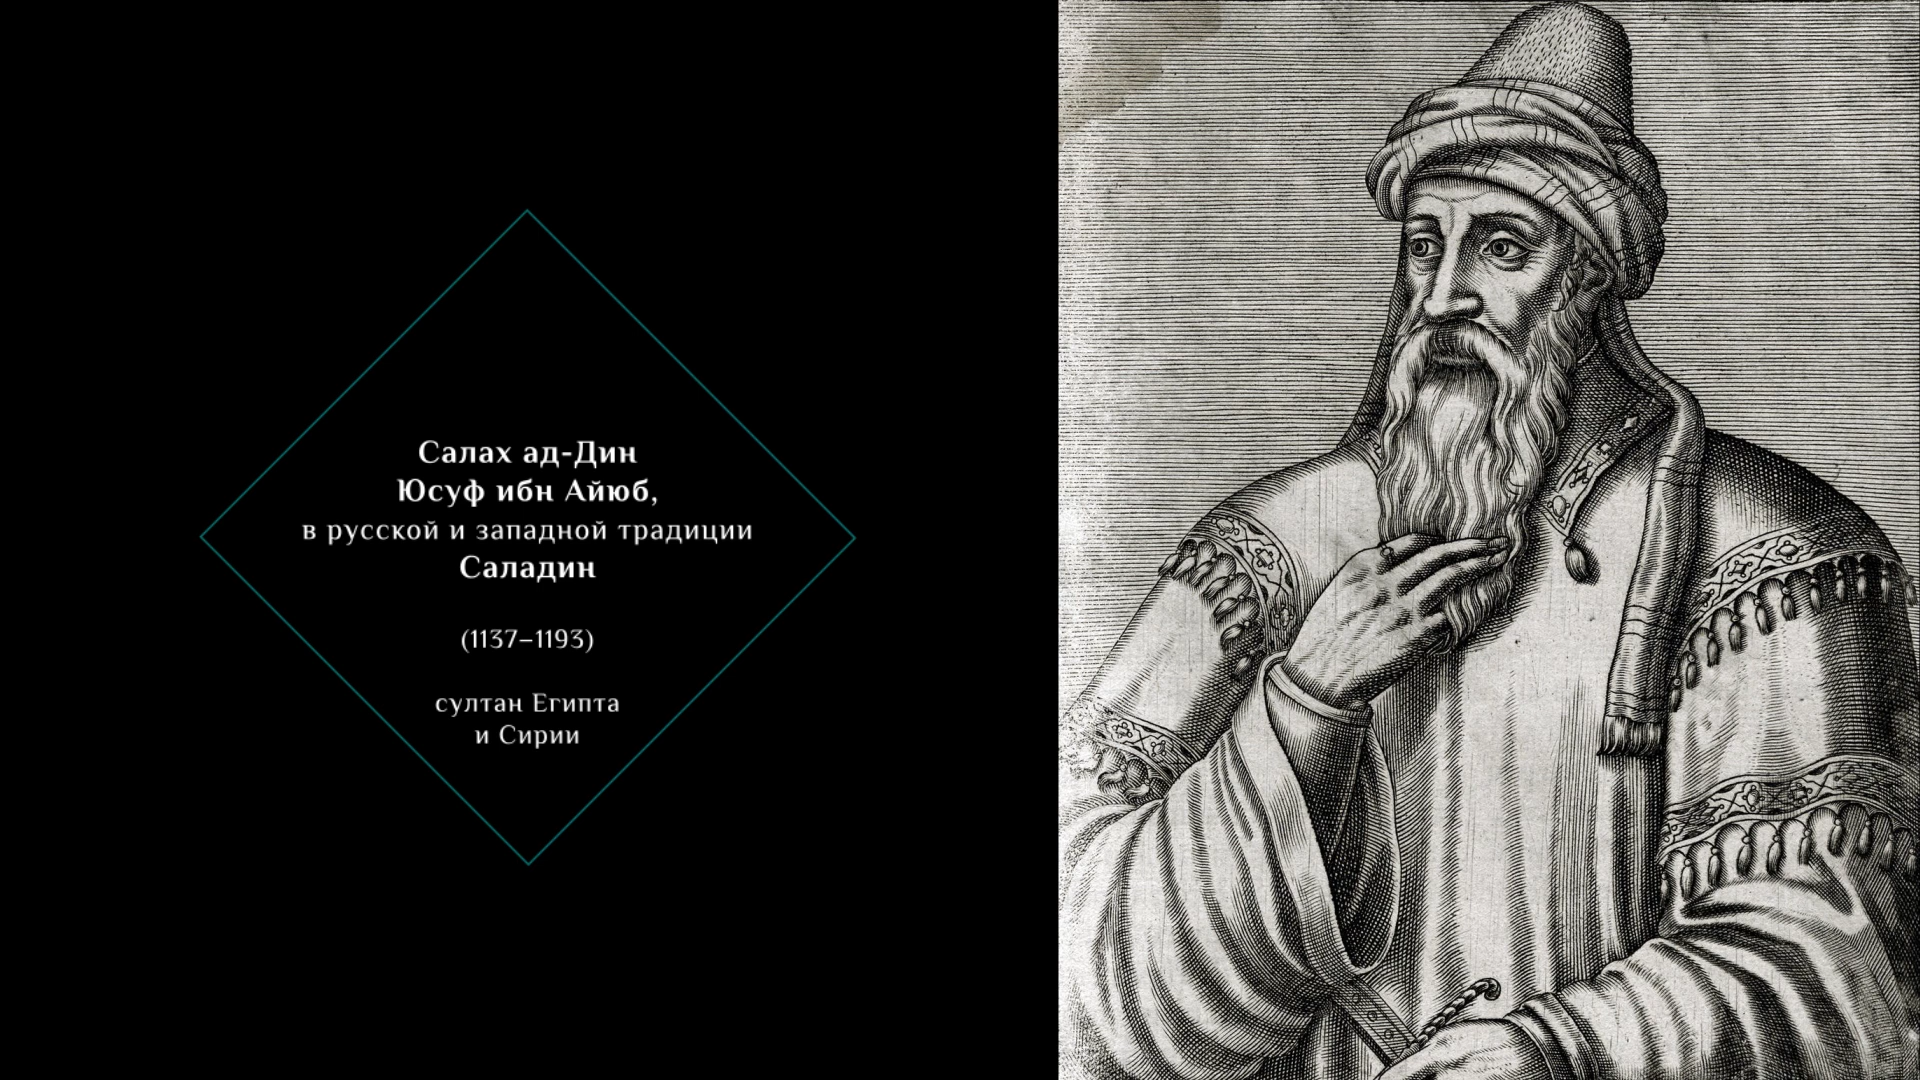 Салах ад-Дин
Юсуф ибн Айюб,
в русской и западной традиции
Саладин
(1137–1193)
султан Египта
и Сирии